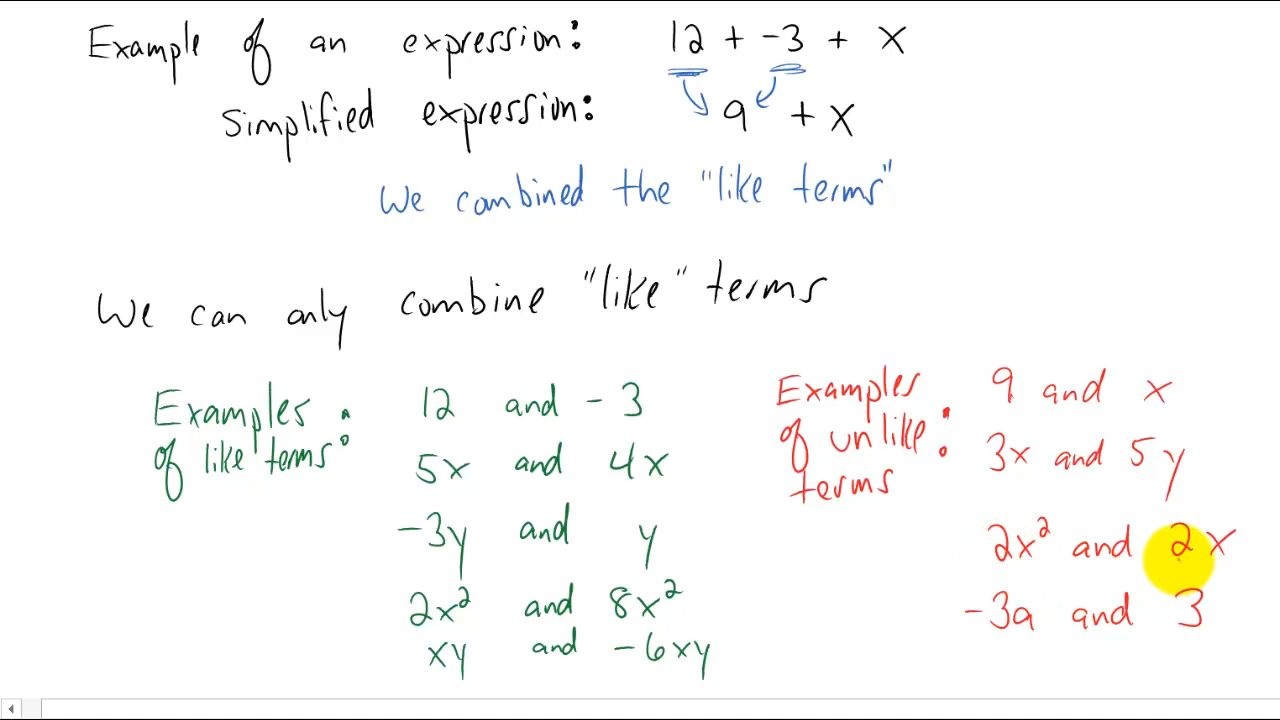 Example of an expression: 12 + -3 + x
Simplified expression: 9 + x
We combined the "like terms"
We can only combine "like" terms
Examples of like terms:
12 and -3
5x and 4x
-3y and y
2x² and 8x²
xy and -6xy
Examples of unlike terms:
9 and x
3x and 5y
2x² and 2x
-3a and 3